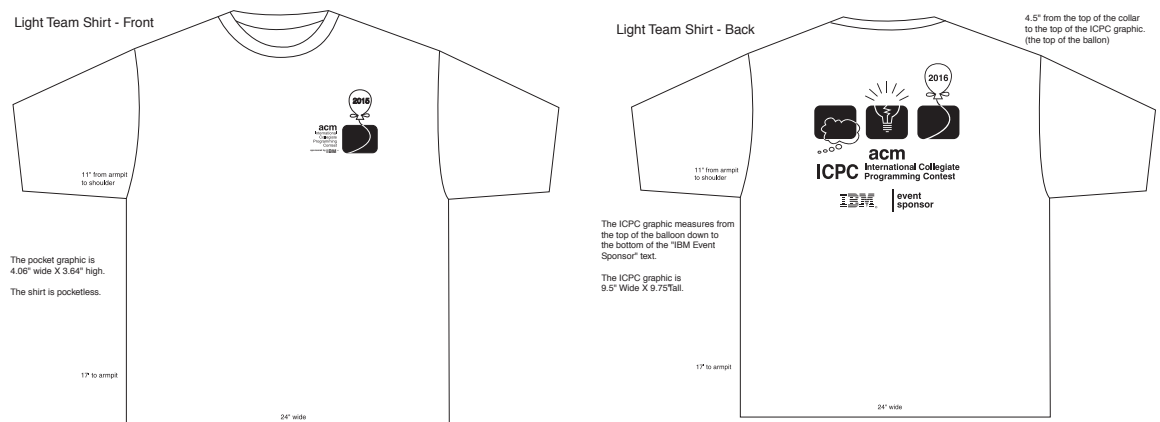 Light Team Shirt - Front
2015
acm
International
Collegiate
Programming
Contest
sponsored by IBM
11" from armpit
to shoulder
The pocket graphic is
4.06" wide X 3.64" high.
The shirt is pocketless.
17" to armpit
24" wide
Light Team Shirt - Back
4.5" from the top of the collar
to the top of the ICPC graphic.
(the top of the ballon)
2016
acm
ICPC International Collegiate
Programming Contest
IBM. event
sponsor
11" from armpit
to shoulder
The ICPC graphic measures from
the top of the balloon down to
the bottom of the "IBM Event
Sponsor" text.
The ICPC graphic is
9.5" Wide X 9.75"Tall.
17" to armpit
24" wide